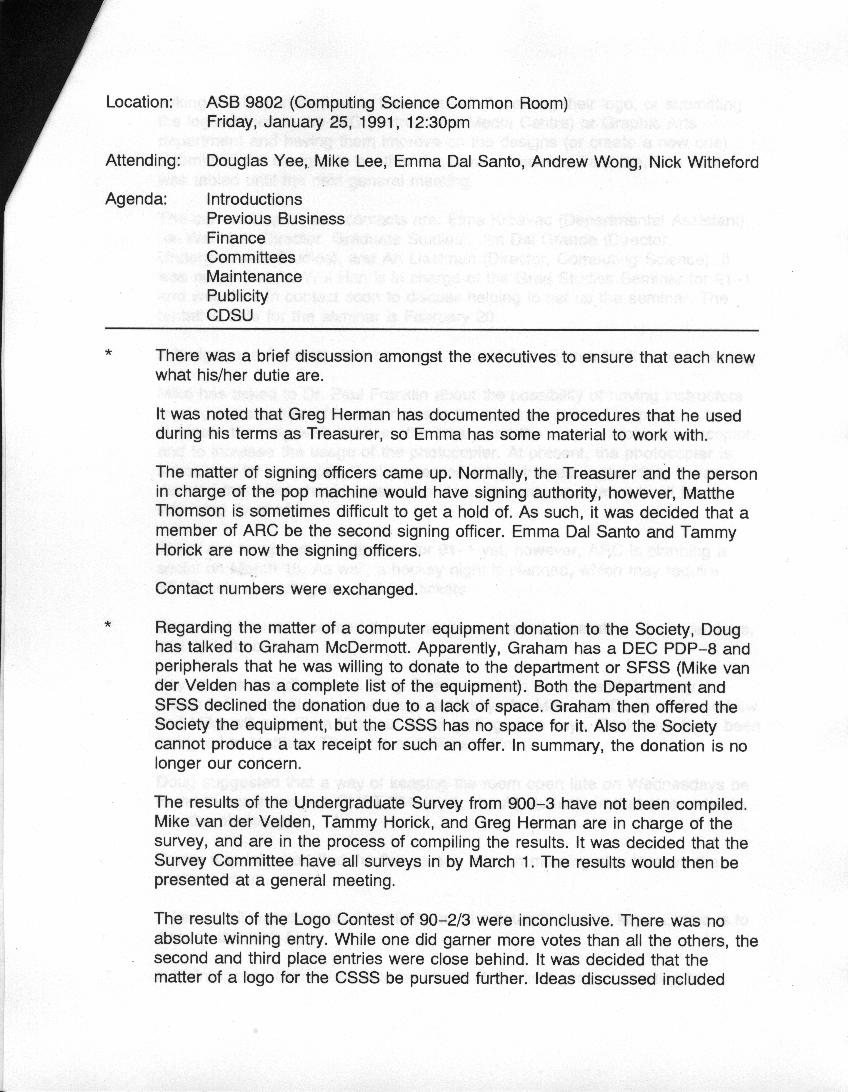 Location: ASB 9802 (Computing Science Common Room)
Friday, January 25, 1991, 12:30pm
Attending: Douglas Yee, Mike Lee, Emma Dal Santo, Andrew Wong, Nick Witheford
Agenda: Introductions
Previous Business
Finance
Committees
Maintenance
Publicity
CDSU
* There was a brief discussion amongst the executives to ensure that each knew
what his/her dutie are.
It was noted that Greg Herman has documented the procedures that he used
during his terms as Treasurer, so Emma has some material to work with.
The matter of signing officers came up. Normally, the Treasurer and the person
in charge of the pop machine would have signing authority, however, Matthe
Thomson is sometimes difficult to get a hold of. As such, it was decided that a
member of ARC be the second signing officer. Emma Dal Santo and Tammy
Horick are now the signing officers.
Contact numbers were exchanged.
* Regarding the matter of a computer equipment donation to the Society, Doug
has talked to Graham McDermott. Apparently, Graham has a DEC PDP-8 and
peripherals that he was willing to donate to the department or SFSS (Mike van
der Velden has a complete list of the equipment). Both the Department and
SFSS declined the donation due to a lack of space. Graham then offered the
Society the equipment, but the CSSS has no space for it. Also the Society
cannot produce a tax receipt for such an offer. In summary, the donation is no
longer our concern.
The results of the Undergraduate Survey from 900-3 have not been compiled.
Mike van der Velden, Tammy Horick, and Greg Herman are in charge of the
survey, and are in the process of compiling the results. It was decided that the
Survey Committee have all surveys in by March 1. The results would then be
presented at a general meeting.
The results of the Logo Contest of 90-2/3 were inconclusive. There was no
absolute winning entry. While one did garner more votes than all the others, the
second and third place entries were close behind. It was decided that the
matter of a logo for the CSSS be pursued further. Ideas discussed included